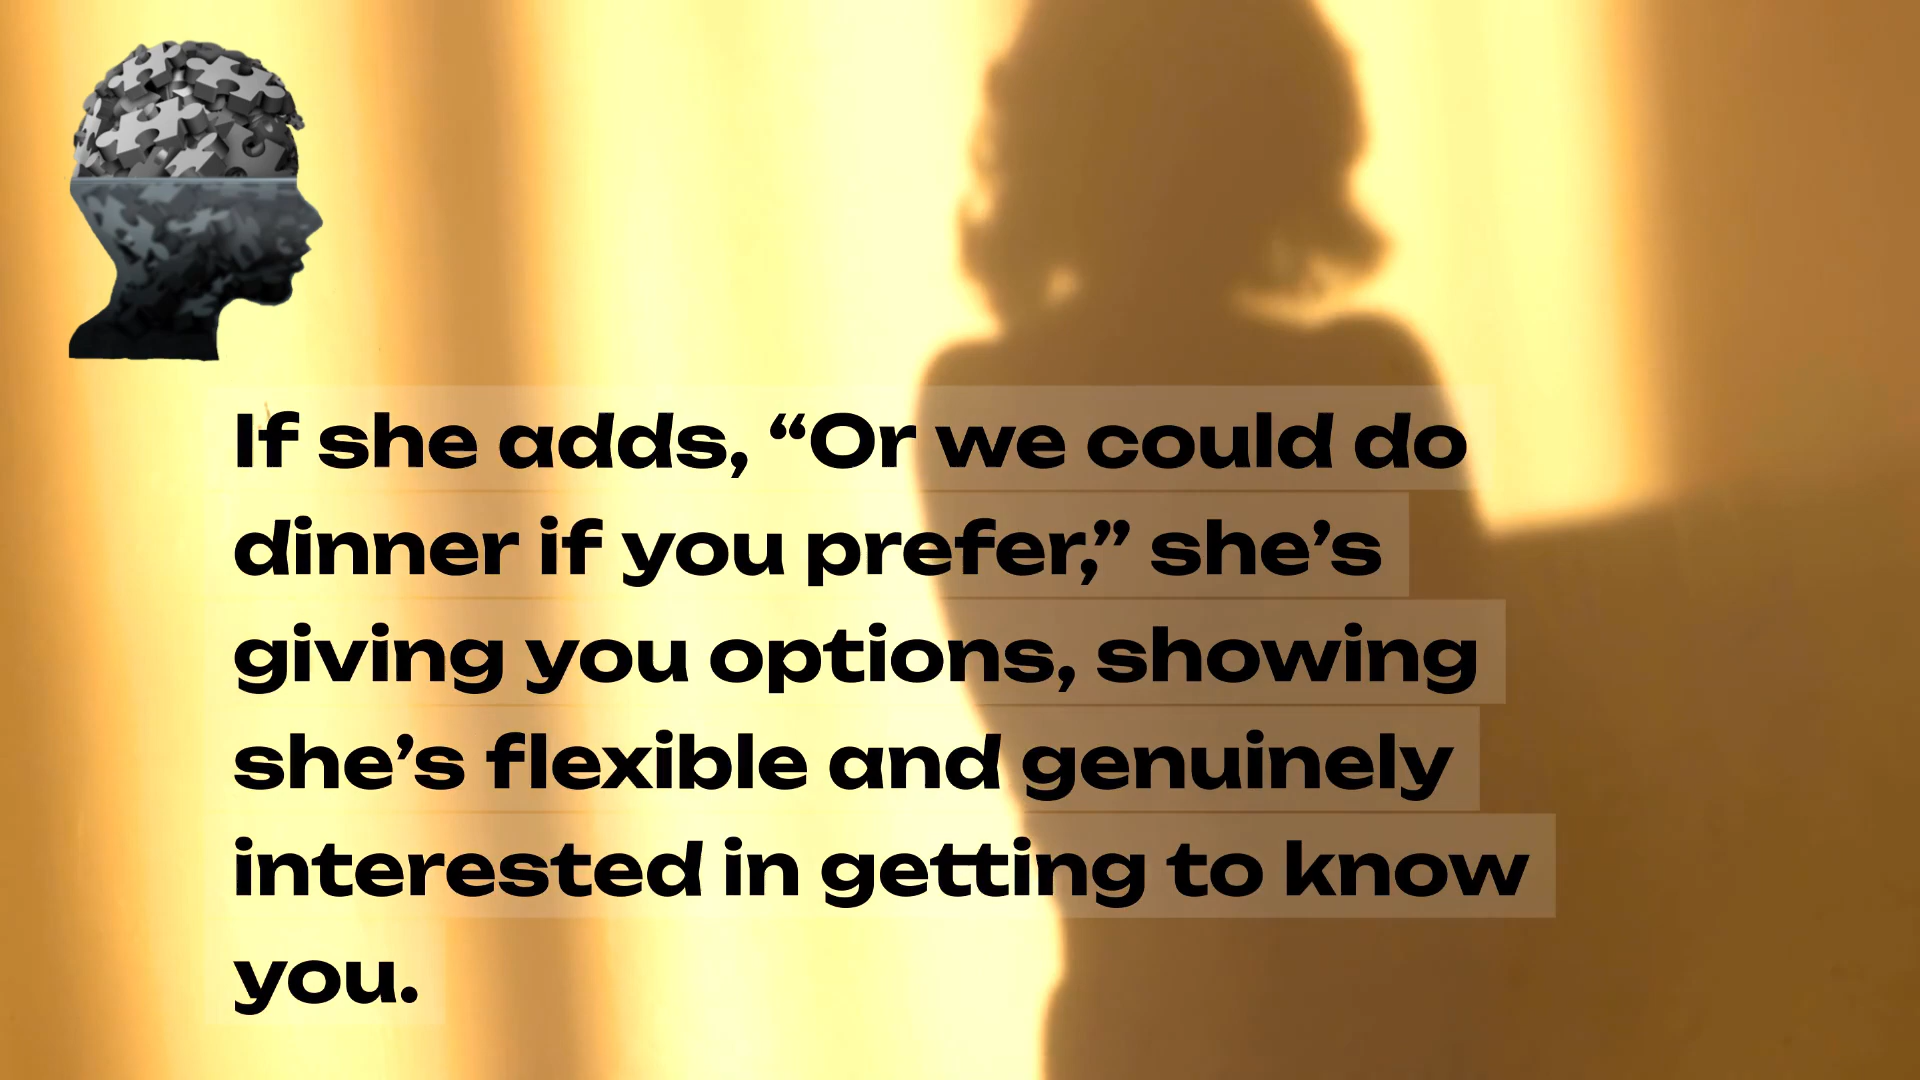 If she adds, “Or we could do
dinner if you prefer,” she’s
giving you options, showing
she’s flexible and genuinely
interested in getting to know
you.